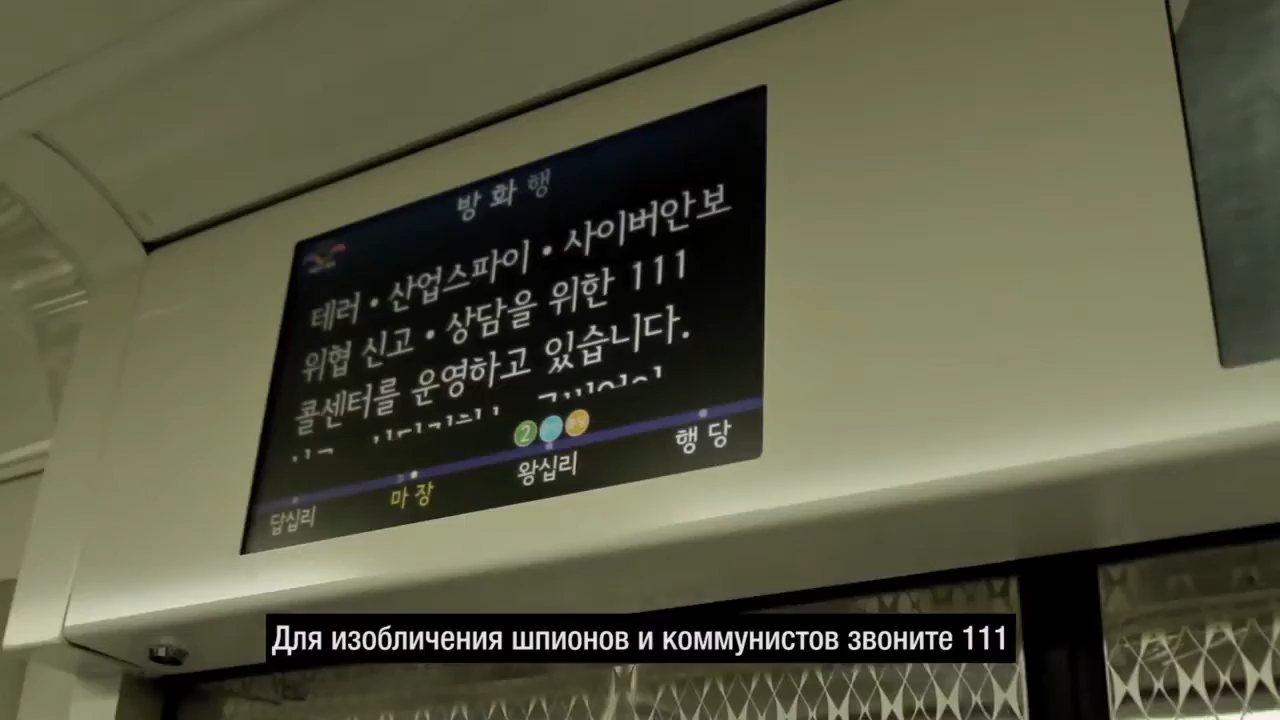 방화행
테러 • 산업스파이 • 사이버안보
위협 신고 • 상담을 위한 111
콜센터를 운영하고 있습니다.
2
답십리 마장 왕십리 행당
Для изобличения шпионов и коммунистов звоните 111